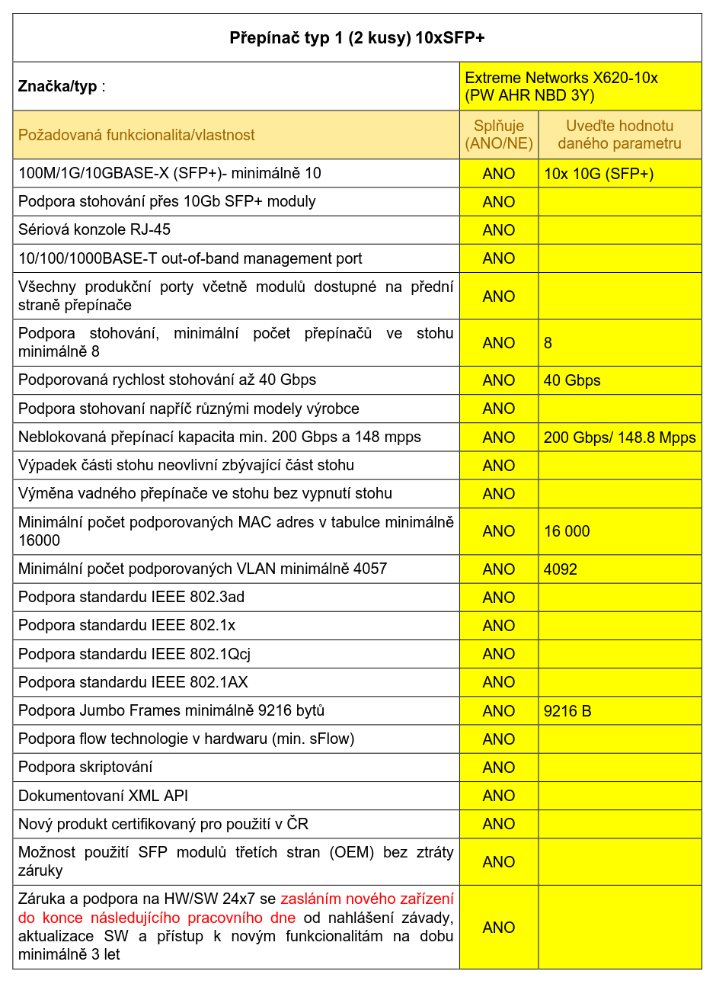 Přepínač typ 1 (2 kusy) 10xSFP+
Značka/typ :
Extreme Networks X620-10x
(PW AHR NBD 3Y)
Požadovaná funkcionalita/vlastnost
Splňuje
(ANO/NE)
Uveďte hodnotu
daného parametru
100M/1G/10GBASE-X (SFP+)- minimálně 10
ANO
10x 10G (SFP+)
Podpora stohování přes 10Gb SFP+ moduly
ANO
Sériová konzole RJ-45
ANO
10/100/1000BASE-T out-of-band management port
ANO
Všechny produkční porty včetně modulů dostupné na přední
straně přepínače
ANO
Podpora stohování, minimální počet přepínačů ve stohu
minimálně 8
ANO
8
Podporovaná rychlost stohování až 40 Gbps
ANO
40 Gbps
Podpora stohovaní napříč různými modely výrobce
ANO
Neblokovaná přepínací kapacita min. 200 Gbps a 148 mpps
ANO
200 Gbps/ 148.8 Mpps
Výpadek části stohu neovlivní zbývající část stohu
ANO
Výměna vadného přepínače ve stohu bez vypnutí stohu
ANO
Minimální počet podporovaných MAC adres v tabulce minimálně
16000
ANO
16 000
Minimální počet podporovaných VLAN minimálně 4057
ANO
4092
Podpora standardu IEEE 802.3ad
ANO
Podpora standardu IEEE 802.1x
ANO
Podpora standardu IEEE 802.1Qcj
ANO
Podpora standardu IEEE 802.1AX
ANO
Podpora Jumbo Frames minimálně 9216 bytů
ANO
9216 B
Podpora flow technologie v hardwaru (min. sFlow)
ANO
Podpora skriptování
ANO
Dokumentovaní XML API
ANO
Nový produkt certifikovaný pro použití v ČR
ANO
Možnost použití SFP modulů třetích stran (OEM) bez ztráty
záruky
ANO
Záruka a podpora na HW/SW 24x7 se zasláním nového zařízení
do konce následujícího pracovního dne od nahlášení závady,
aktualizace SW a přístup k novým funkcionalitám na dobu
minimálně 3 let
ANO